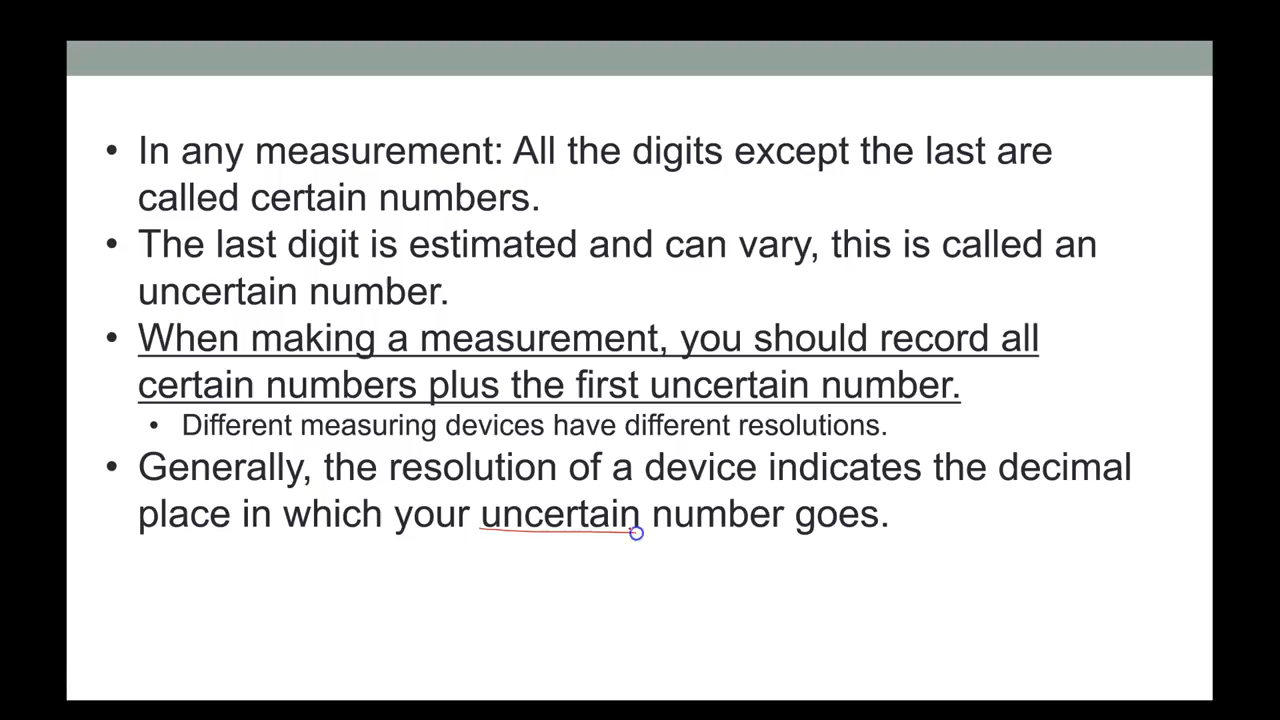 • In any measurement: All the digits except the last are
called certain numbers.
• The last digit is estimated and can vary, this is called an
uncertain number.
• When making a measurement, you should record all
certain numbers plus the first uncertain number.
• Different measuring devices have different resolutions.
• Generally, the resolution of a device indicates the decimal
place in which your uncertain number goes.